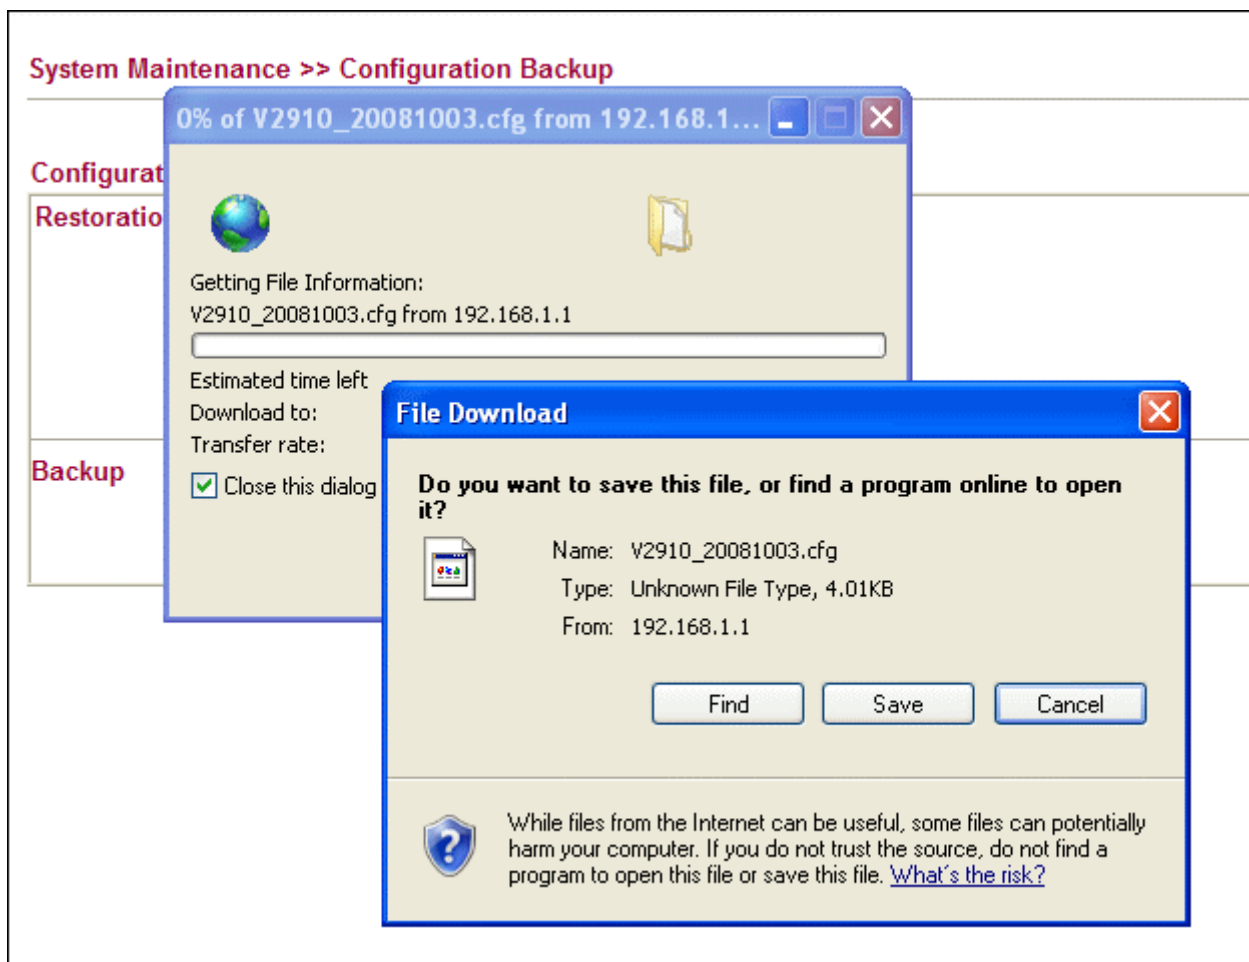 System Maintenance >> Configuration Backup
0% of V2910_20081003.cfg from 192.168.1...
Configurat
Restoratio
Getting File Information:
V2910_20081003.cfg from 192.168.1.1
Estimated time left
Download to:
Transfer rate:
Close this dialog
Backup
File Download
Do you want to save this file, or find a program online to open
it?
Name: V2910_20081003.cfg
Type: Unknown File Type, 4.01KB
From: 192.168.1.1
Find Save Cancel
While files from the Internet can be useful, some files can potentially
harm your computer. If you do not trust the source, do not find a
program to open this file or save this file. What's the risk?